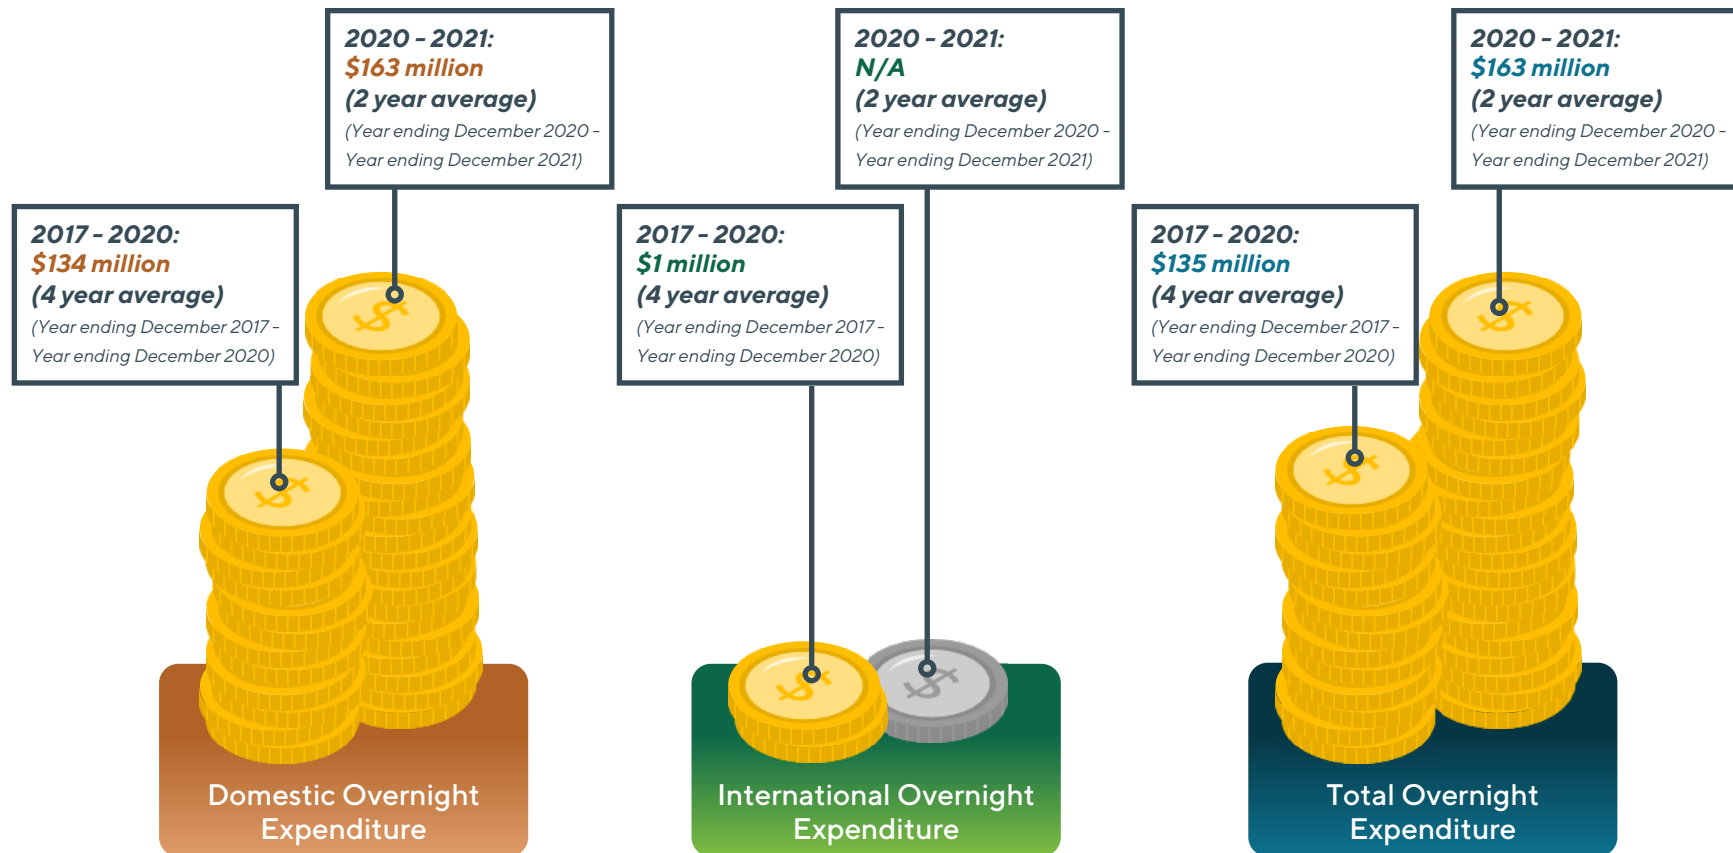 2020 - 2021:
$163 million
(2 year average)
(Year ending December 2020 -
Year ending December 2021)
2017 - 2020:
$134 million
(4 year average)
(Year ending December 2017 -
Year ending December 2020)
Domestic Overnight
Expenditure
2020 - 2021:
N/A
(2 year average)
(Year ending December 2020 -
Year ending December 2021)
2017 - 2020:
$1 million
(4 year average)
(Year ending December 2017 -
Year ending December 2020)
International Overnight
Expenditure
2020 - 2021:
$163 million
(2 year average)
(Year ending December 2020 -
Year ending December 2021)
2017 - 2020:
$135 million
(4 year average)
(Year ending December 2017 -
Year ending December 2020)
Total Overnight
Expenditure